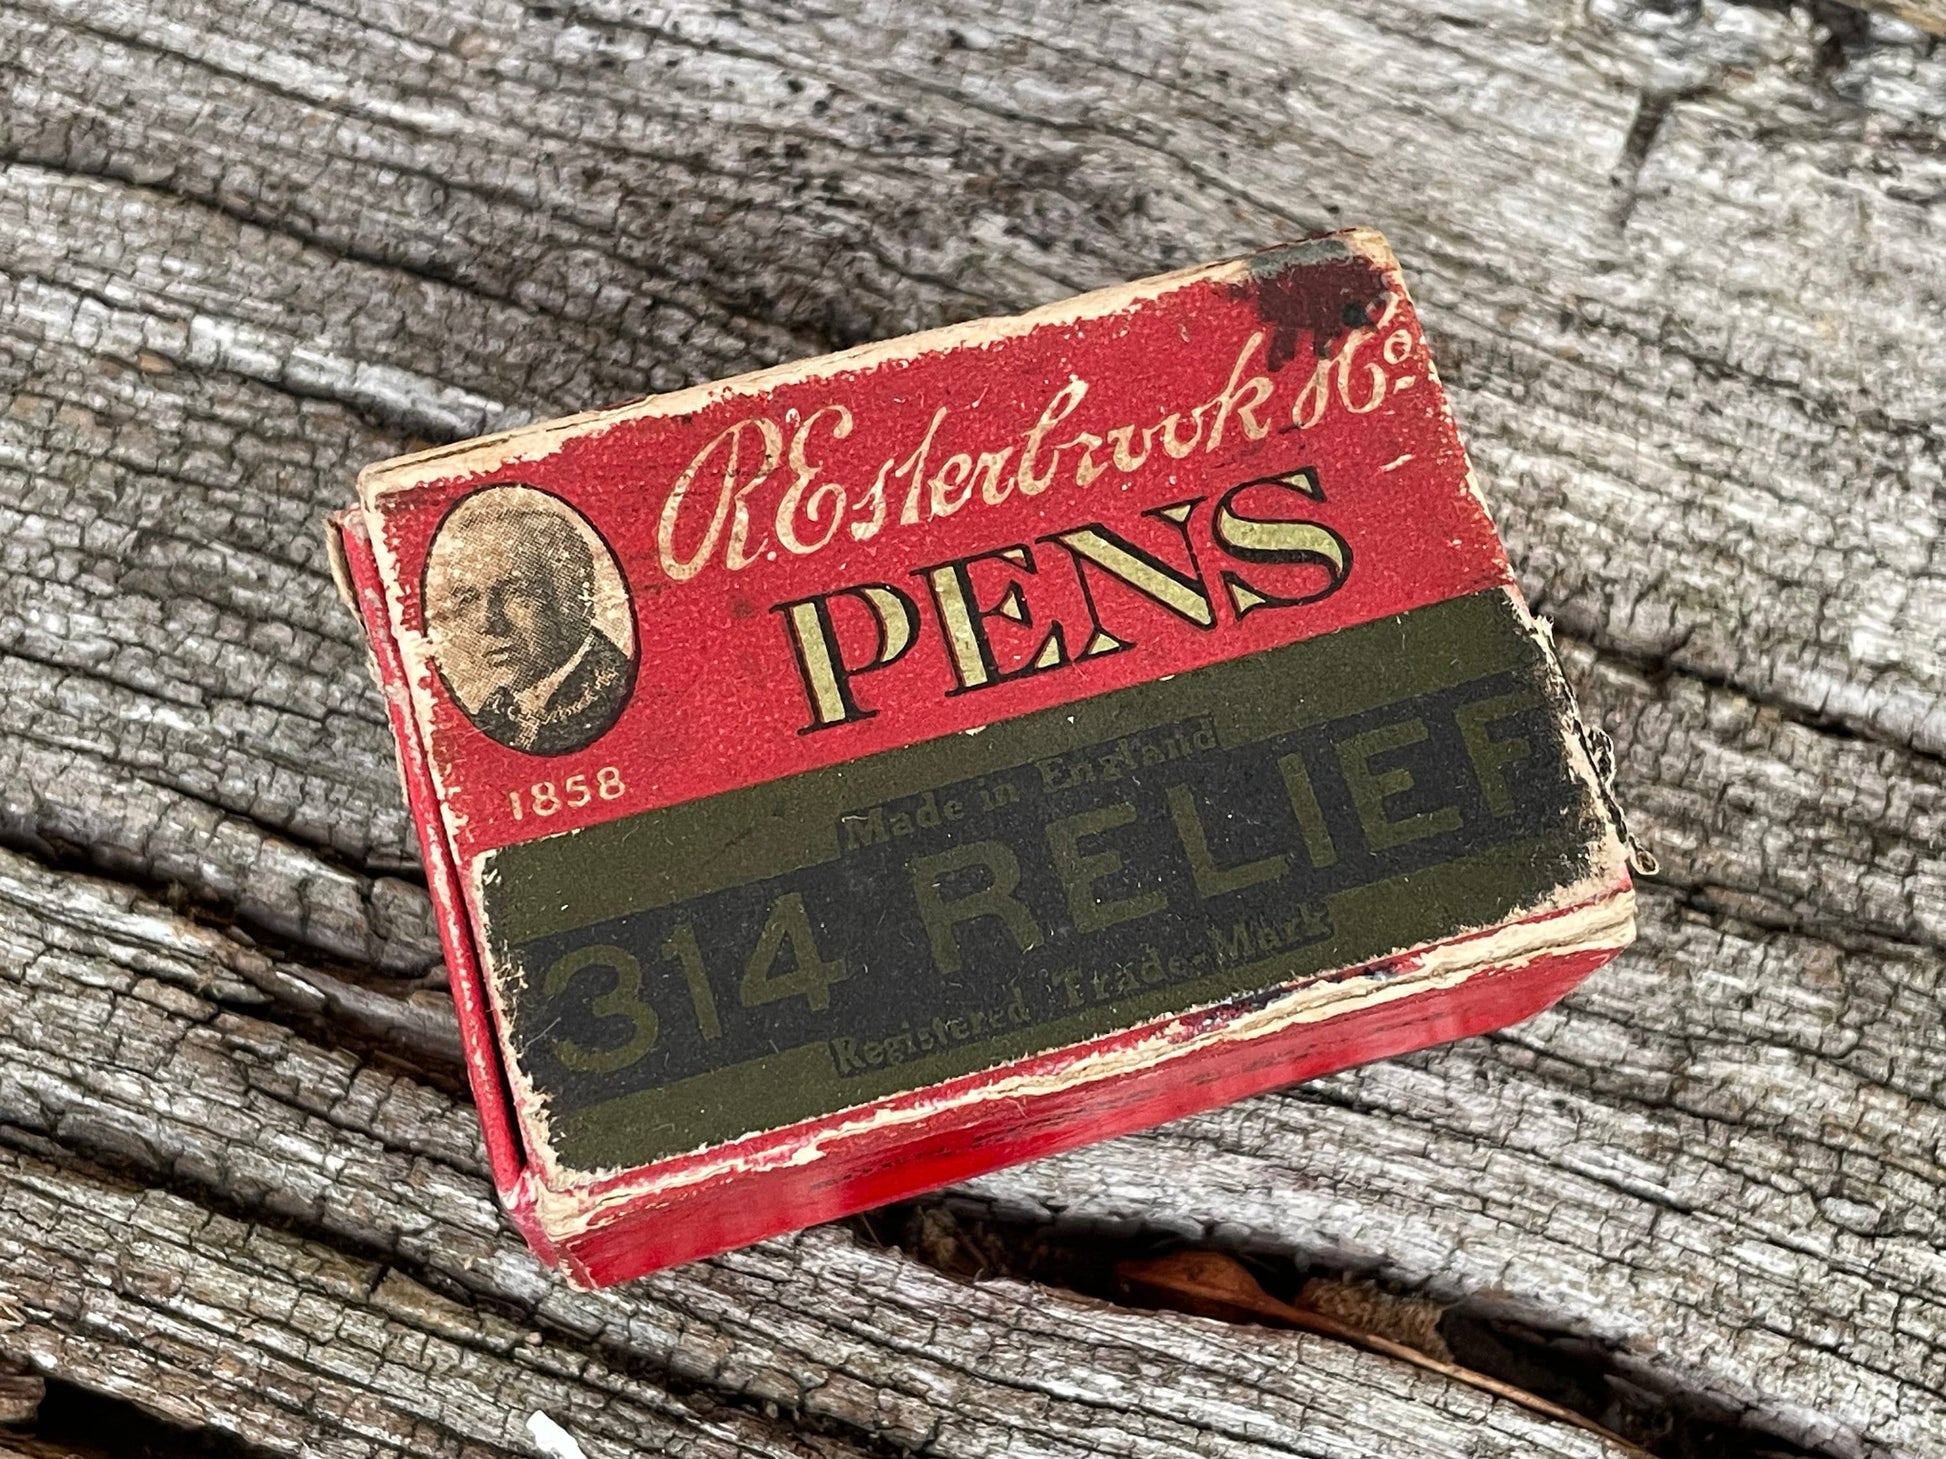 R. Esterbrook & Co.
PENS
1858
Made in England
314 RELIEF
Registered Trade-Mark